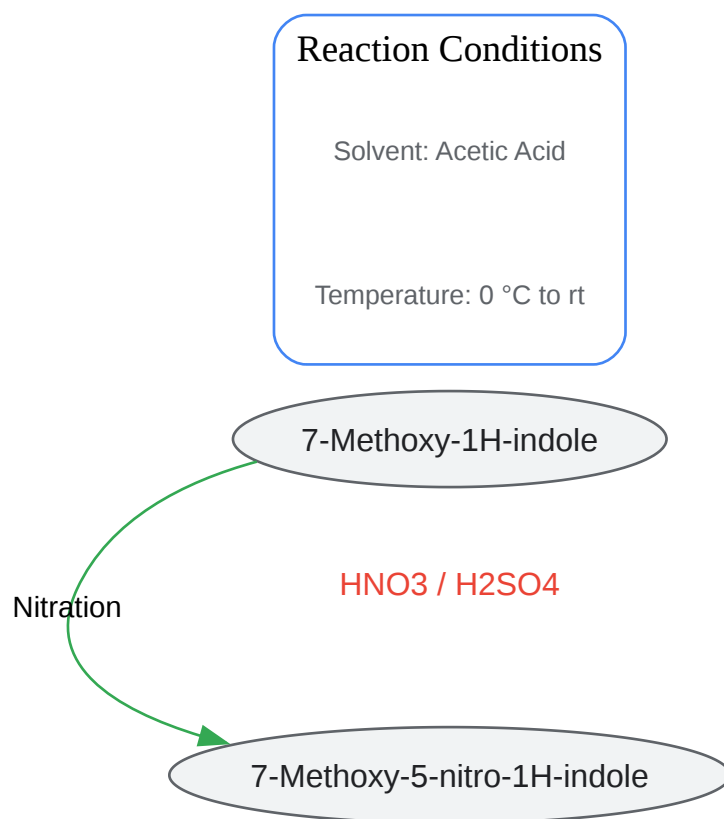 Reaction Conditions
Solvent: Acetic Acid
Temperature: 0 °C to rt
7-Methoxy-1H-indole
HNO3 / H2SO4
Nitration
7-Methoxy-5-nitro-1H-indole